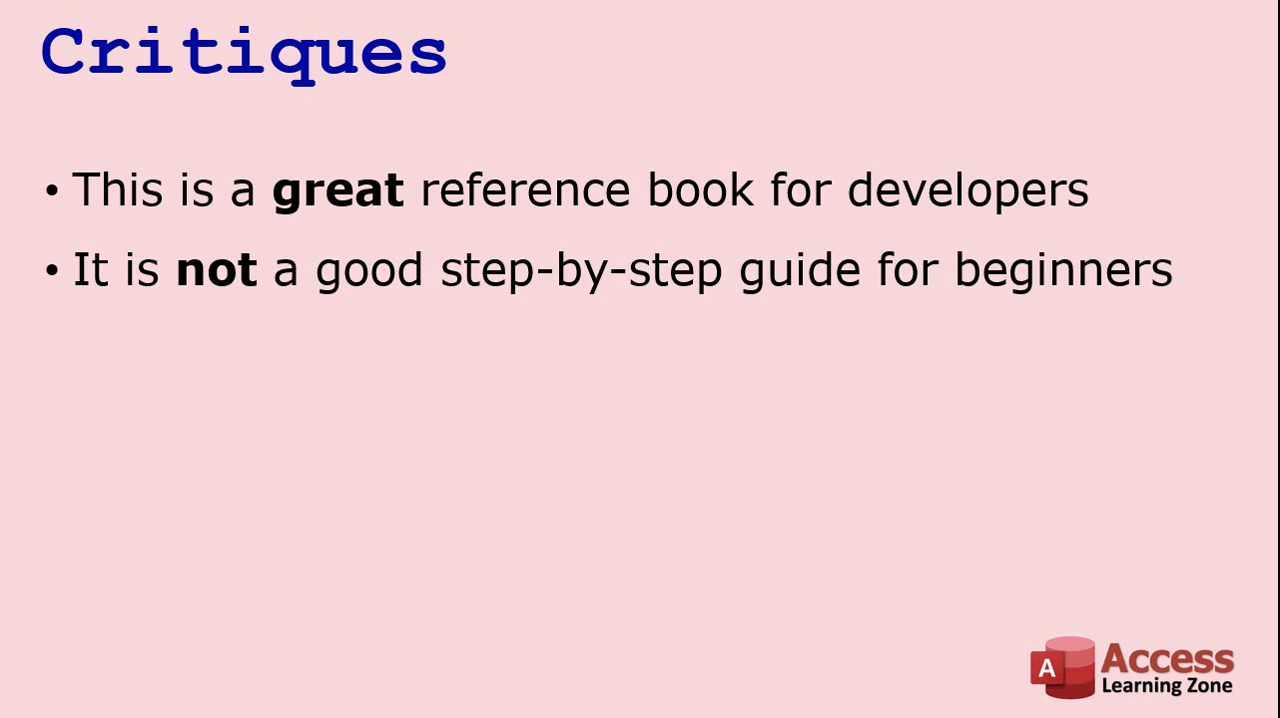 Critiques
• This is a great reference book for developers
• It is not a good step-by-step guide for beginners
A
Access
Learning Zone